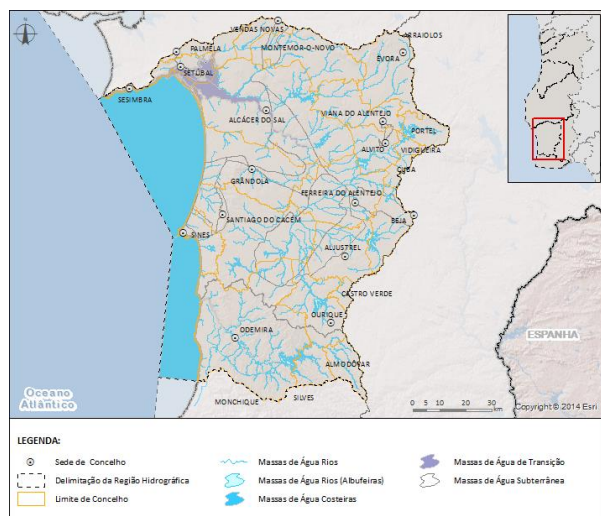 VENDAS NOVAS
ARRAIOLOS
PALMELA
MONTEMOR-O-NOVO
ÉVORA
SETÚBAL
SESIMBRA
ALCÁCER DO SAL
VIANA DO ALENTEJO
PORTEL
ALVITO
VIDIGUEIRA
CUBA
GRÂNDOLA
FERREIRA DO ALENTEJO
SANTIAGO DO CACÉM
BEJA
SINES
ALJUSTREL
CASTRO VERDE
OURIQUE
ODEMIRA
ESPANHA
ALMODÔVAR
Oceano
Atlântico
MONCHIQUE
SILVES
0 5 10 20 30
km
Copyright © 2014 Esri
LEGENDA:
Sede de Concelho
Massas de Água Rios
Massas de Água de Transição
Delimitação da Região Hidrográfica
Massas de Água Rios (Albufeiras)
Massas de Água Subterrânea
Limite de Concelho
Massas de Água Costeiras